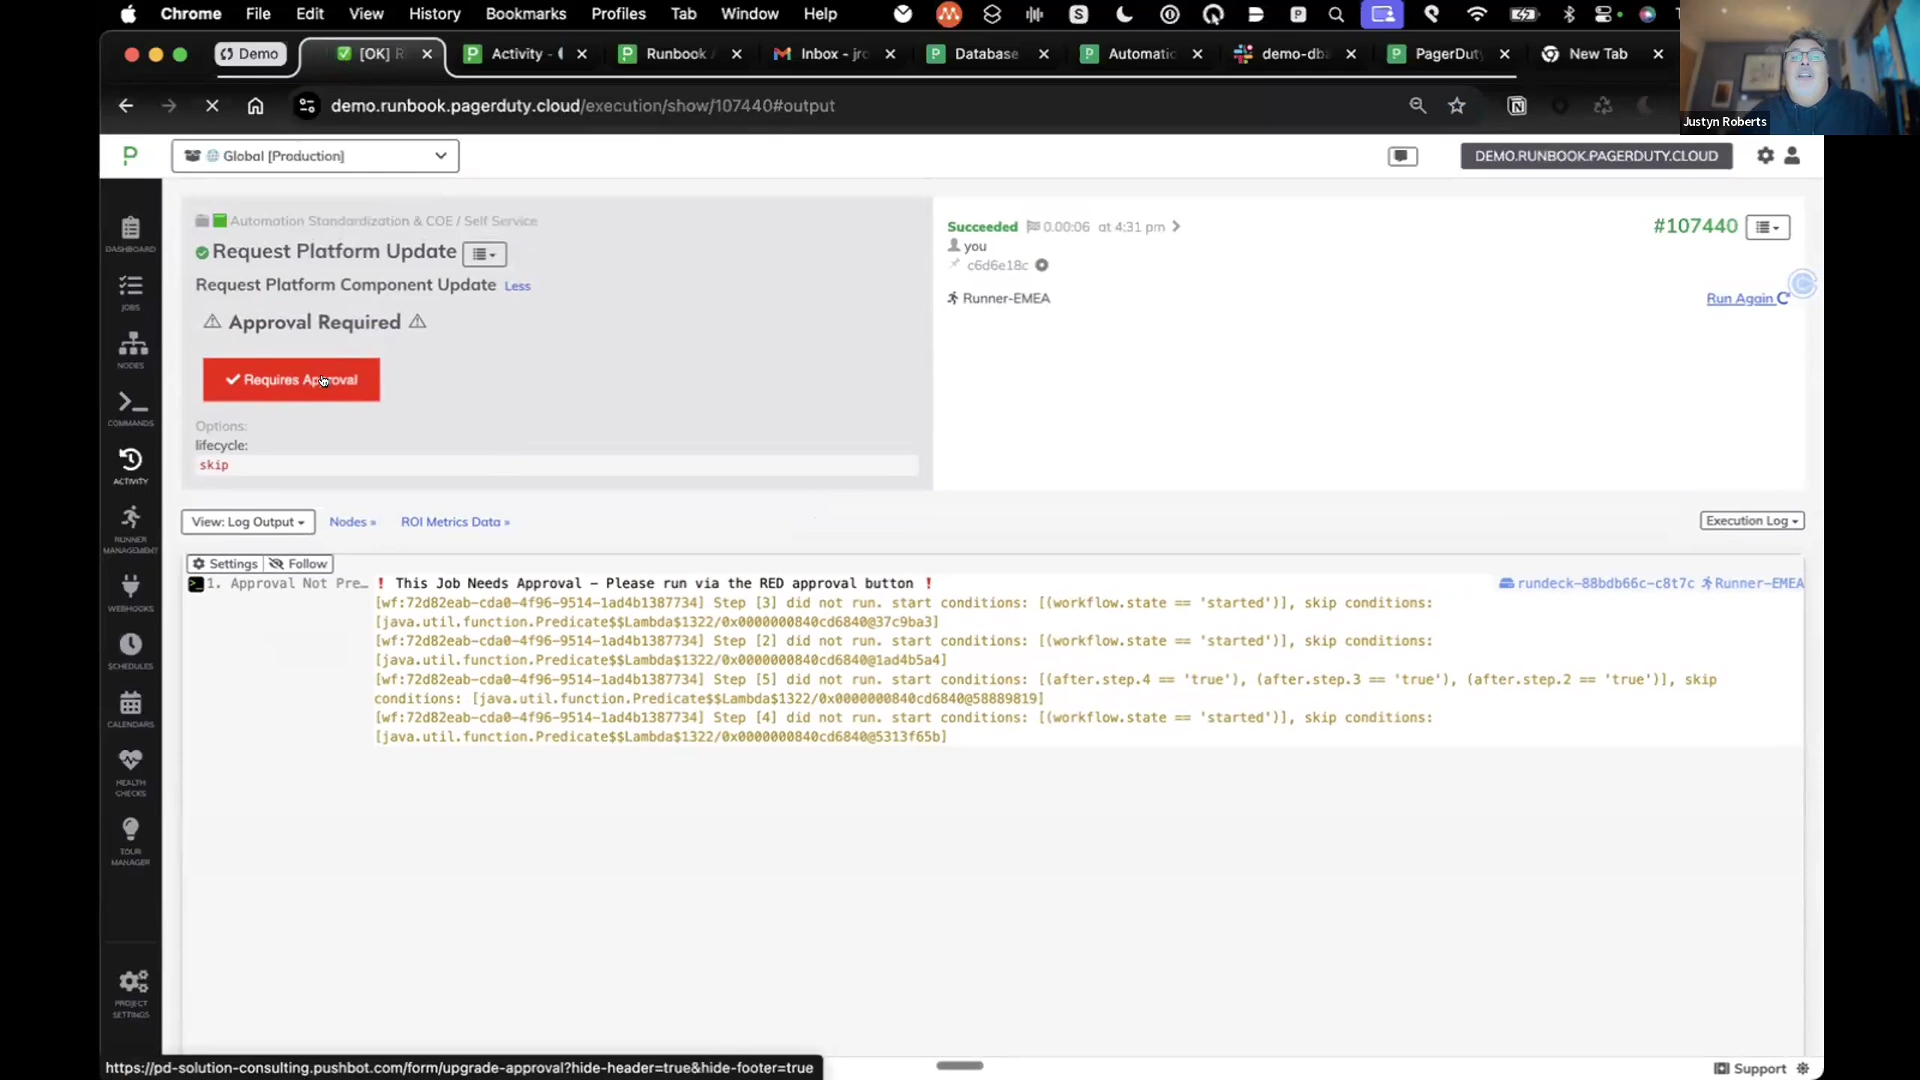 Chrome File Edit View History Bookmarks Profiles Tab Window Help
Demo [OK] R Activity - Runbook Inbox - jro Database Automatic demo-dba PagerDut New Tab
demo.runbook.pagerduty.cloud/execution/show/107440#output
Justyn Roberts
Global [Production]
DEMO.RUNBOOK.PAGERDUTY.CLOUD
DASHBOARD
JOBS
NODES
COMMANDS
ACTIVITY
RUNNER MANAGEMENT
WEBHOOKS
SCHEDULES
CALENDARS
HEALTH CHECKS
TOUR MANAGER
PROJECT SETTINGS
Automation Standardization & COE / Self Service
Request Platform Update
Request Platform Component Update Less
Approval Required
Requires Approval
Options:
lifecycle:
skip
Succeeded 0.00:06 at 4:31 pm
#107440
you
c6d6e18c
Runner-EMEA
Run Again
View: Log Output Nodes » ROI Metrics Data »
Execution Log
Settings Follow
1. Approval Not Pre… ❗ This Job Needs Approval – Please run via the RED approval button ❗ rundeck-88bdb66c-c8t7c Runner-EMEA
[wf:72d82eab-cda0-4f96-9514-1ad4b1387734] Step [3] did not run. start conditions: [(workflow.state == 'started')], skip conditions:
[java.util.function.Predicate$$Lambda$1322/0x0000000840cd6840@37c9ba3]
[wf:72d82eab-cda0-4f96-9514-1ad4b1387734] Step [2] did not run. start conditions: [(workflow.state == 'started')], skip conditions:
[java.util.function.Predicate$$Lambda$1322/0x0000000840cd6840@1ad4b5a4]
[wf:72d82eab-cda0-4f96-9514-1ad4b1387734] Step [5] did not run. start conditions: [(after.step.4 == 'true'), (after.step.3 == 'true'), (after.step.2 == 'true')], skip
conditions: [java.util.function.Predicate$$Lambda$1322/0x0000000840cd6840@58889819]
[wf:72d82eab-cda0-4f96-9514-1ad4b1387734] Step [4] did not run. start conditions: [(workflow.state == 'started')], skip conditions:
[java.util.function.Predicate$$Lambda$1322/0x0000000840cd6840@5313f65b]
https://pd-solution-consulting.pushbot.com/form/upgrade-approval?hide-header=true&hide-footer=true
Support